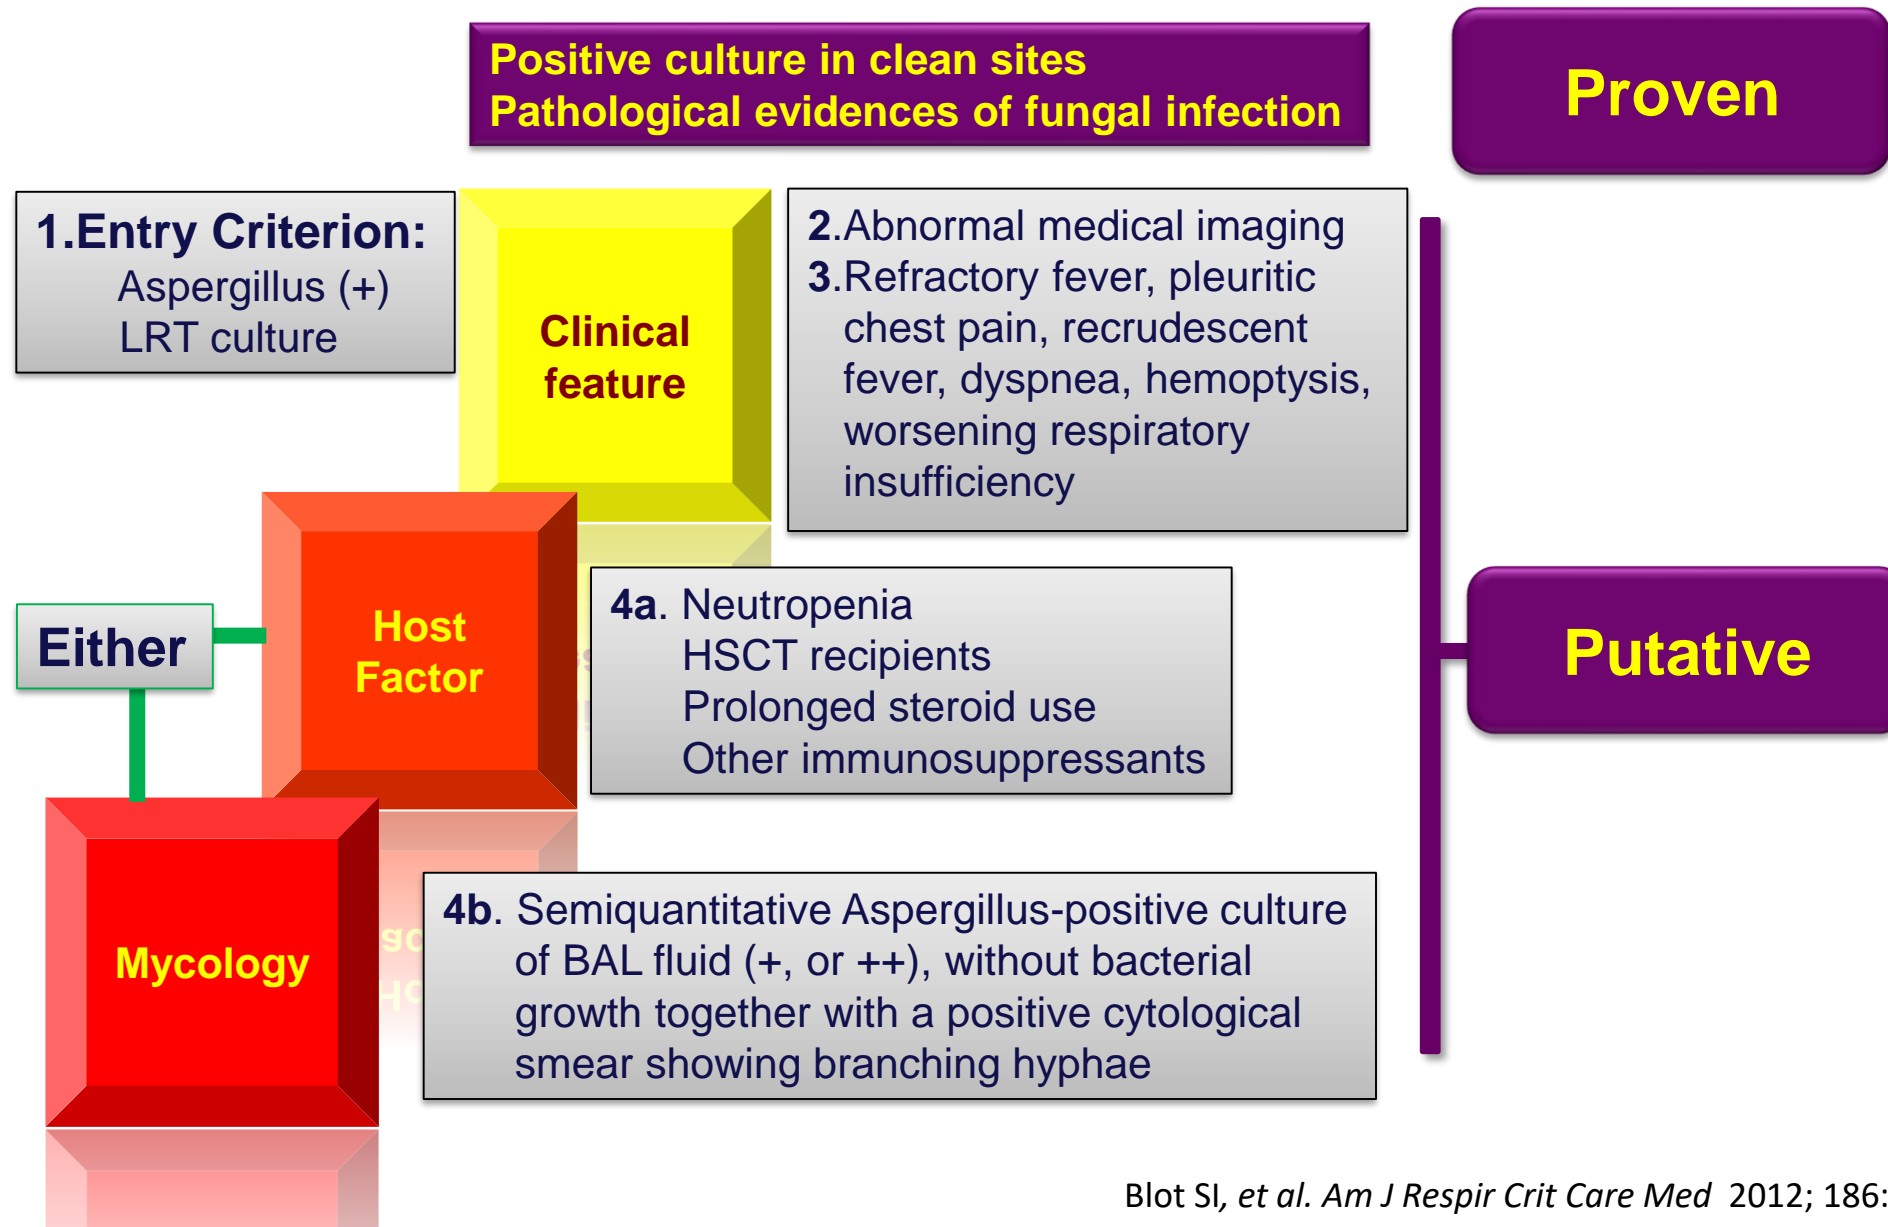 Positive culture in clean sites
Pathological evidences of fungal infection
Proven
1.Entry Criterion:
Aspergillus (+)
LRT culture
Clinical
feature
2.Abnormal medical imaging
3.Refractory fever, pleuritic
chest pain, recrudescent
fever, dyspnea, hemoptysis,
worsening respiratory
insufficiency
Either
Host
Factor
4a. Neutropenia
HSCT recipients
Prolonged steroid use
Other immunosuppressants
Putative
Mycology
4b. Semiquantitative Aspergillus-positive culture
of BAL fluid (+, or ++), without bacterial
growth together with a positive cytological
smear showing branching hyphae
Blot SI, et al. Am J Respir Crit Care Med 2012; 186: